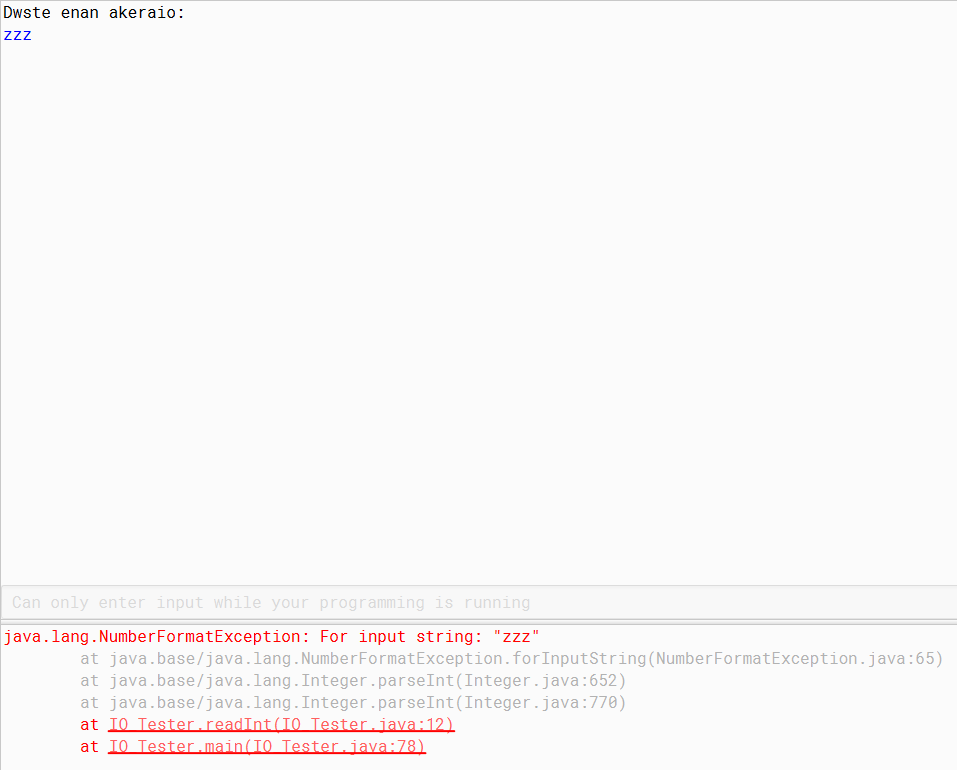 Dwste enan akeraio:
zzz
Can only enter input while your programming is running
java.lang.NumberFormatException: For input string: "zzz"
at java.base/java.lang.NumberFormatException.forInputString(NumberFormatException.java:65)
at java.base/java.lang.Integer.parseInt(Integer.java:652)
at java.base/java.lang.Integer.parseInt(Integer.java:770)
at IO_Tester.readInt(IO_Tester.java:12)
at IO_Tester.main(IO_Tester.java:78)